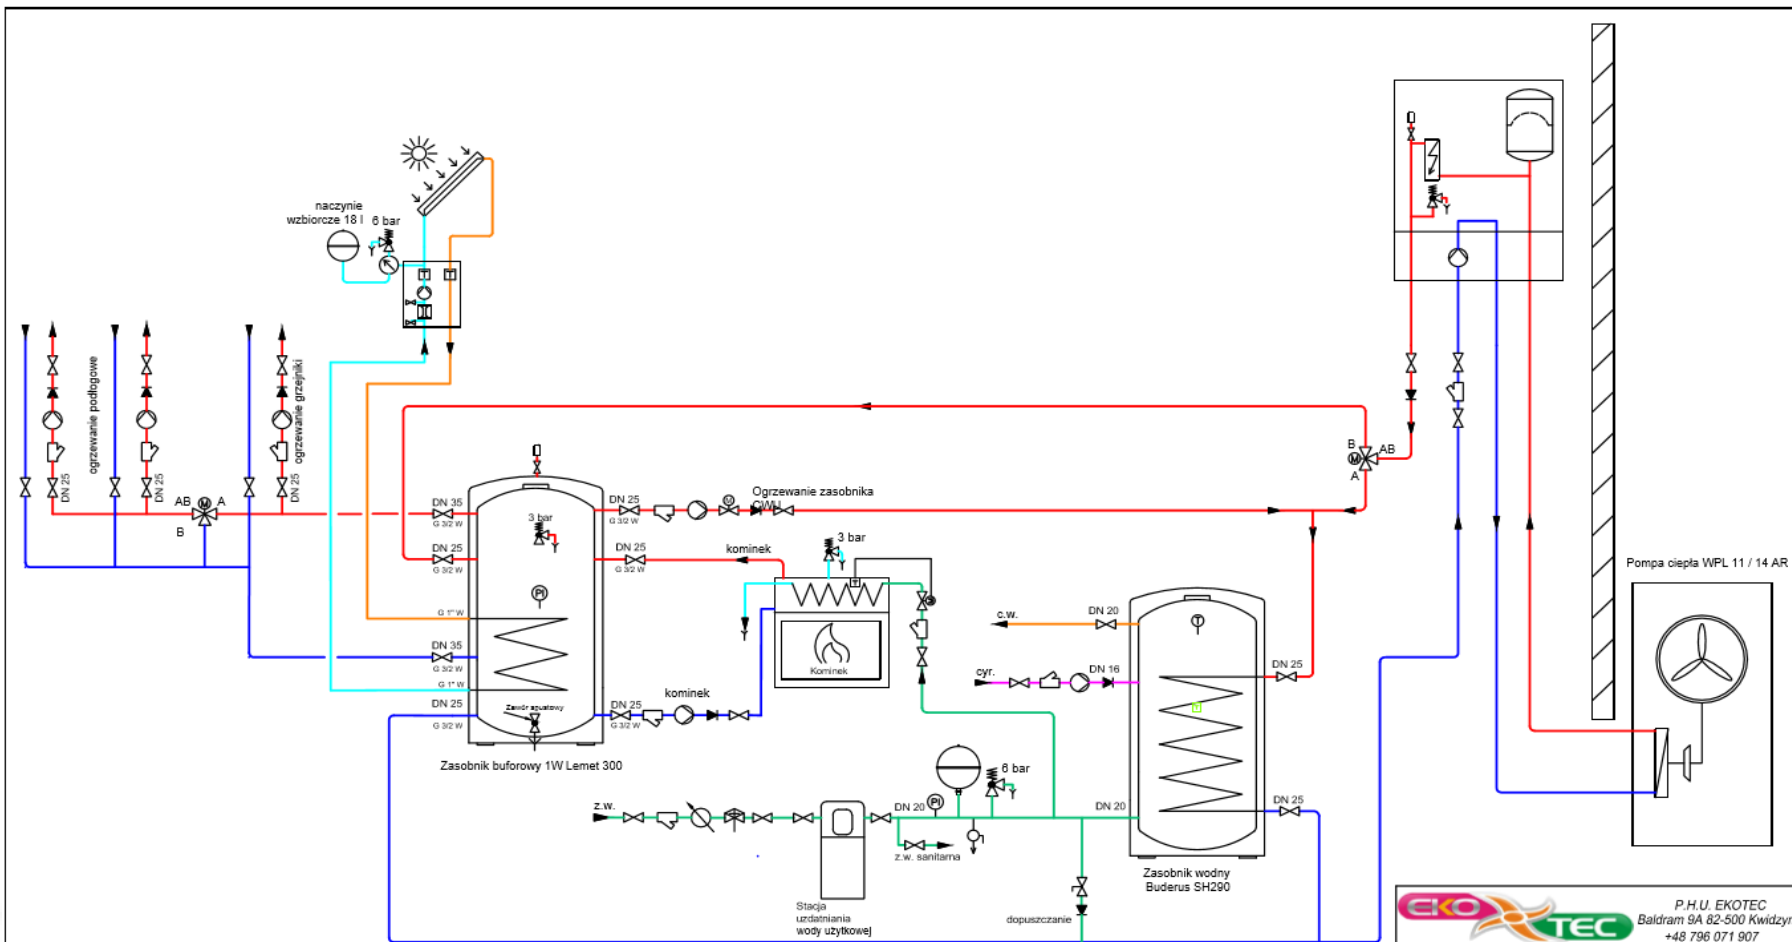 naczynie
wzbiorcze 18 l
6 bar
T
T
ogrzewanie podłogowe
ogrzewanie grzejniki
DN 25
DN 25
DN 25
AB
M
A
B
DN 35
G 3/2 W
DN 25
G 3/2 W
G 1" W
DN 35
G 3/2 W
G 1" W
DN 25
G 3/2 W
3 bar
PI
Zawór spustowy
Zasobnik buforowy 1W Lemet 300
DN 25
G 3/2 W
M
Ogrzewanie zasobnika
CWU
DN 25
G 3/2 W
kominek
3 bar
T
Kominek
kominek
DN 25
G 3/2 W
B
M
AB
A
c.w.
DN 20
cyr.
DN 16
T
DN 25
T
DN 25
DN 20
Zasobnik wodny
Buderus SH290
z.w.
DN 20
PI
6 bar
z.w. sanitarna
Stacja
uzdatniania
wody użytkowej
dopuszczanie
Pompa ciepła WPL 11 / 14 AR
EKO
TEC
P.H.U. EKOTEC
Baldram 9A 82-500 Kwidzyn
+48 796 071 907